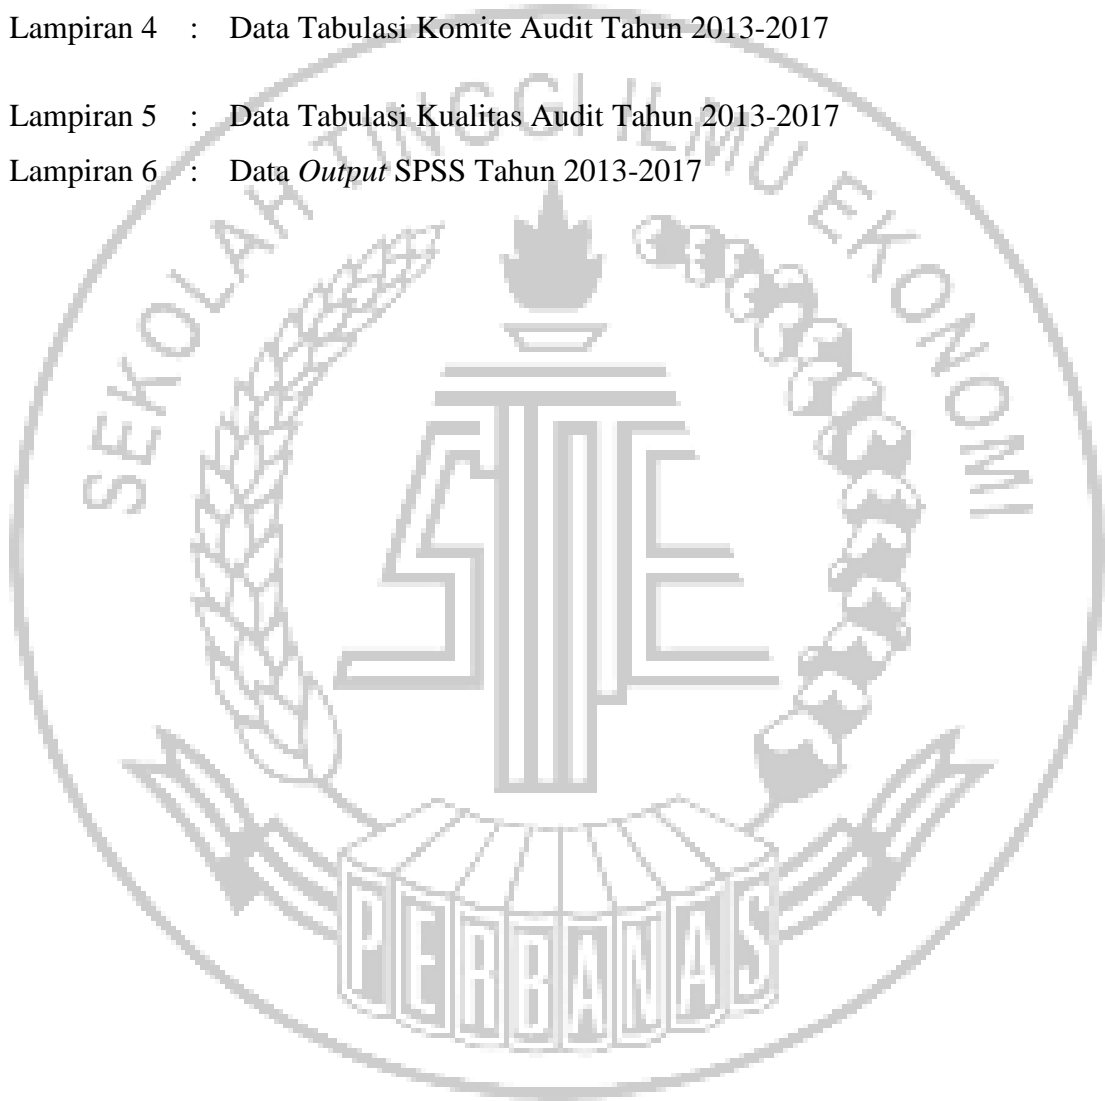 Lampiran 4 : Data Tabulasi Komite Audit Tahun 2013-2017
Lampiran 5 : Data Tabulasi Kualitas Audit Tahun 2013-2017
Lampiran 6 : Data Output SPSS Tahun 2013-2017
SEKOLAH TINGGI ILMU EKONOMI
STIE
PERBANAS